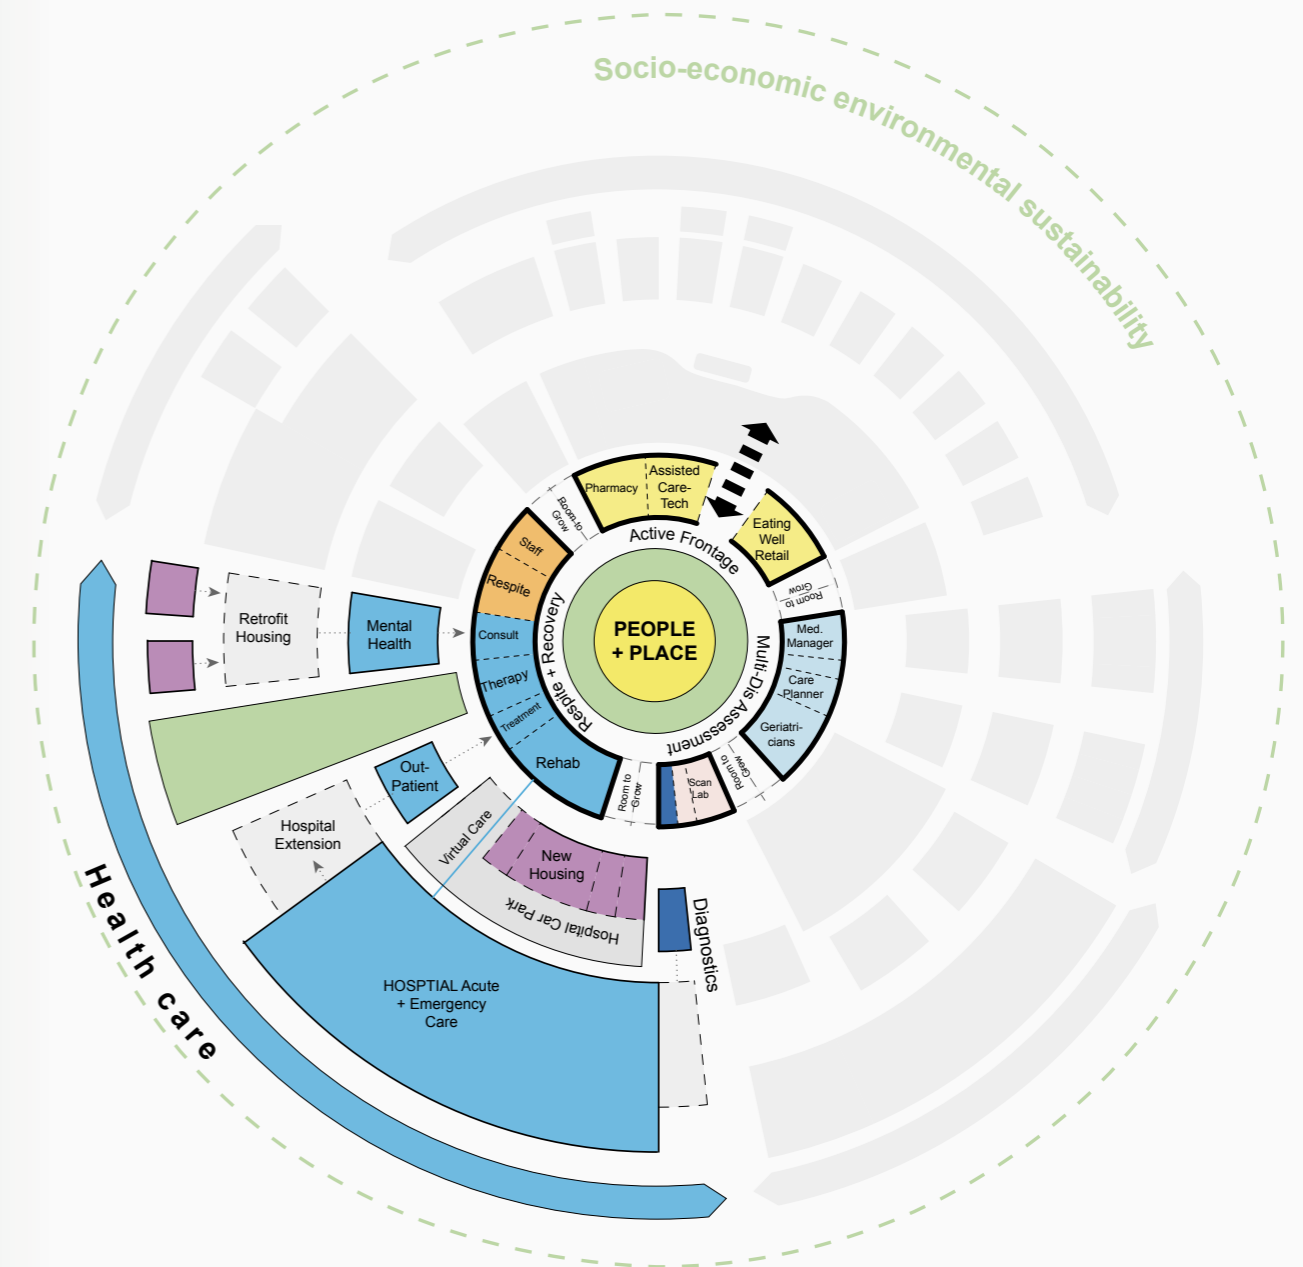 Socio-economic environmental sustainability
Pharmacy
Assisted
Care-
Tech
Room to
Grow
Active Frontage
Eating
Well
Retail
Room to
Grow
Staff
Respite
Consult
Therapy
Treatment
Rehab
Respite + Recovery
PEOPLE
+ PLACE
Multi-Dis Assessment
Med.
Manager
Care
Planner
Geriatri-
cians
Room to
Grow
Scan
Lab
Room to
Grow
Retrofit
Housing
Mental
Health
Out-
Patient
Hospital
Extension
Virtual Care
New
Housing
Hospital Car Park
Diagnostics
HOSPTIAL Acute
+ Emergency
Care
Health care